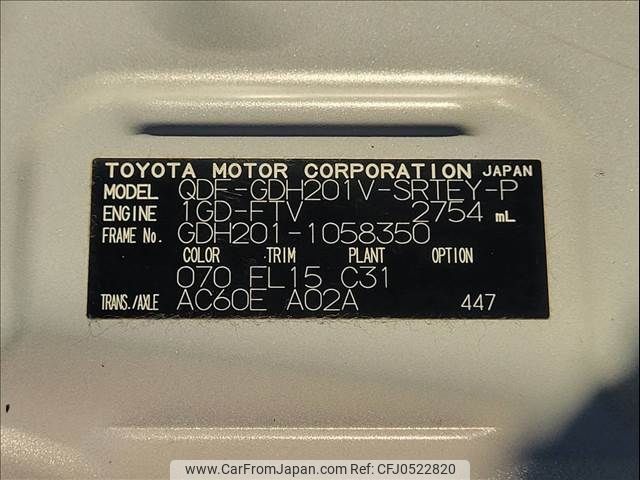 TOYOTA MOTOR CORPORATION JAPAN
MODEL QDF-GDH201V-SRTEY-P
ENGINE 1GD-FTV 2754 mL
FRAME No. GDH201-1058350
COLOR TRIM PLANT OPTION
070 FL15 C31
TRANS./AXLE AC60E A02A 447
www.CarFromJapan.com CFJ0522820